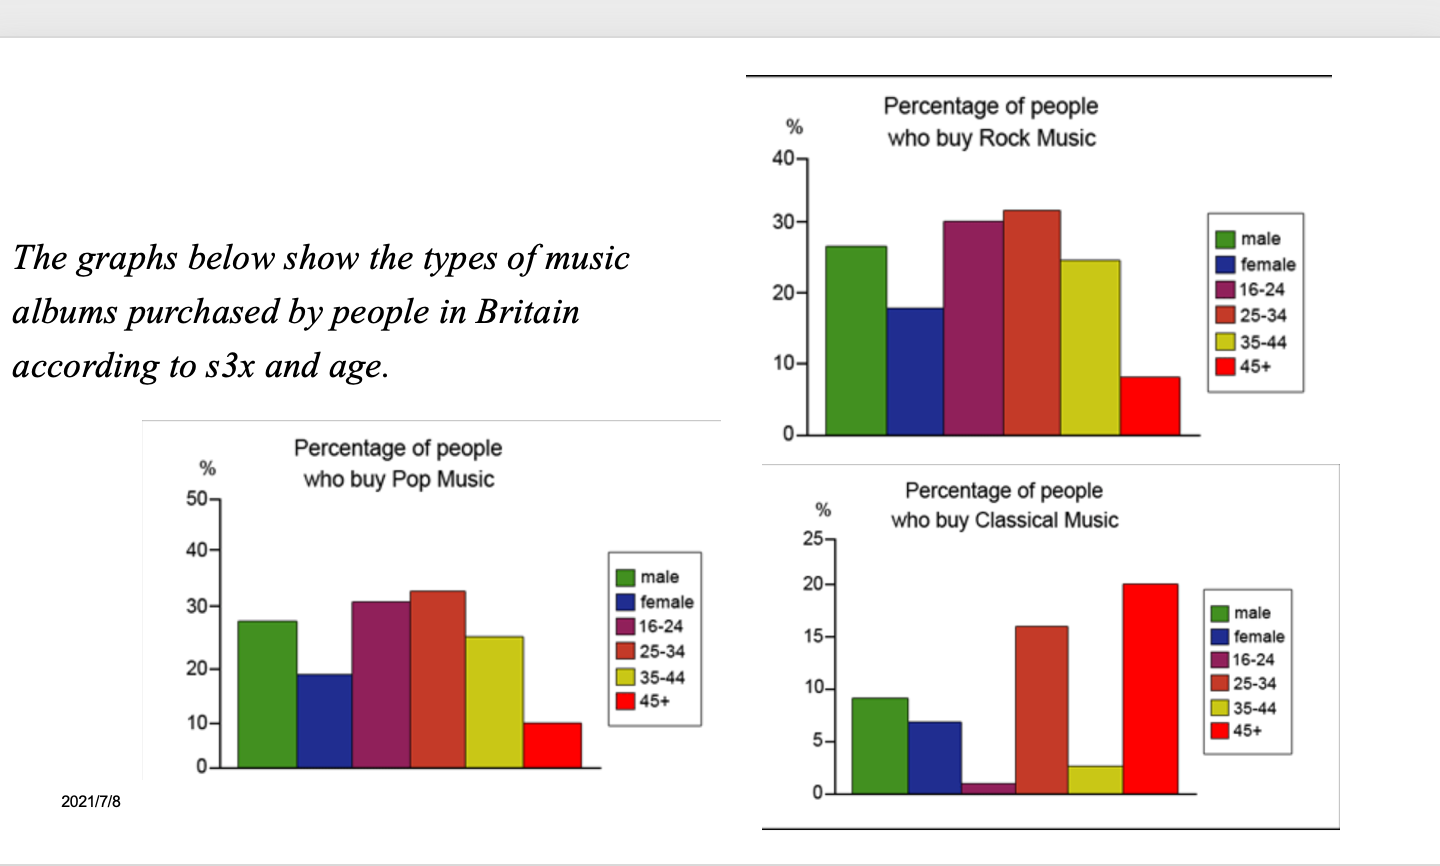 The graphs below show the types of music
albums purchased by people in Britain
according to s3x and age.
Percentage of people
who buy Pop Music
%
50
40
30
20
10
0
male
female
16-24
25-34
35-44
45+
2021/7/8
Percentage of people
who buy Rock Music
%
40
30
20
10
0
male
female
16-24
25-34
35-44
45+
Percentage of people
who buy Classical Music
%
25
20
15
10
5
0
male
female
16-24
25-34
35-44
45+